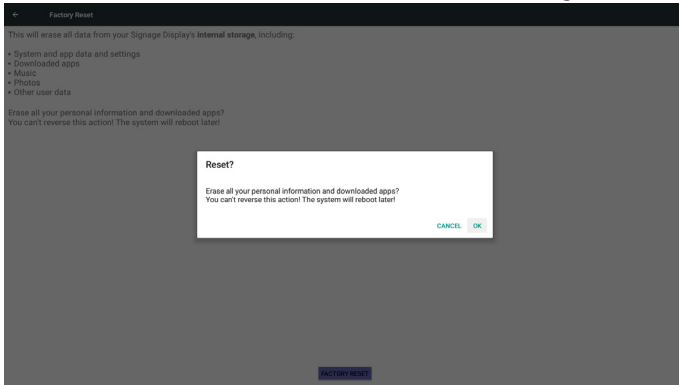 ← Factory Reset
This will erase all data from your Signage Display's internal storage, including:
• System and app data and settings
• Downloaded apps
• Music
• Photos
• Other user data
Erase all your personal information and downloaded apps?
You can't reverse this action! The system will reboot later!
Reset?
Erase all your personal information and downloaded apps?
You can't reverse this action! The system will reboot later!
CANCEL OK
FACTORY RESET